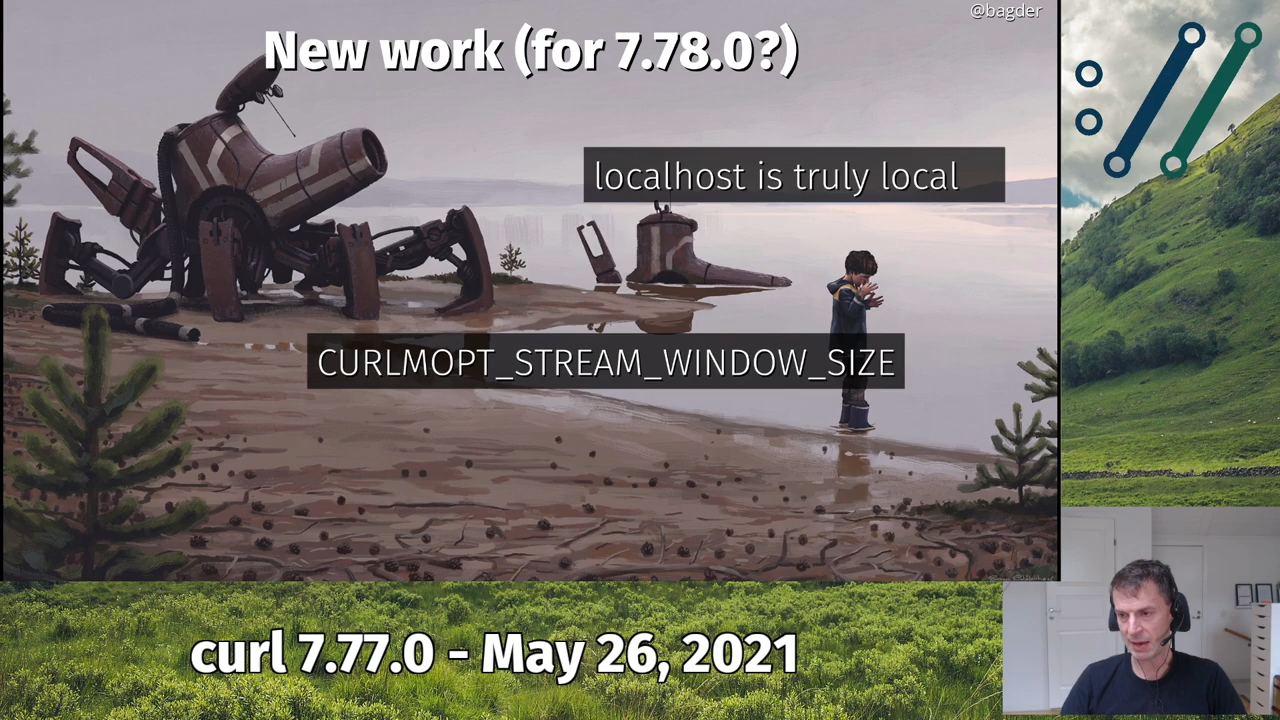 @bagder
New work (for 7.78.0?)
localhost is truly local
CURLMOPT_STREAM_WINDOW_SIZE
curl 7.77.0 - May 26, 2021